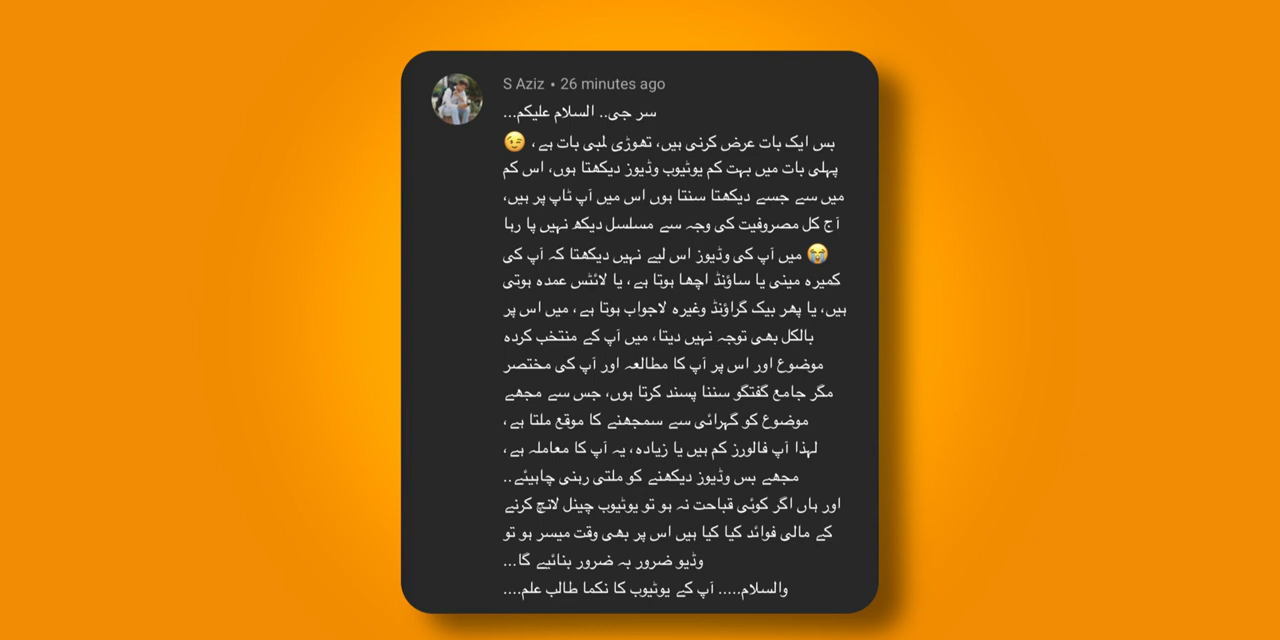 S Aziz • 26 minutes ago
سر جی.. السلام علیکم...
بس ایک بات عرض کرنی ہیں، تھوڑی لمبی بات ہے، 😉
پہلی بات میں بہت کم یوٹیوب وڈیوز دیکھتا ہوں، اس کم
میں سے جسے دیکھتا سنتا ہوں اس میں آپ ٹاپ پر ہیں،
آج کل مصروفیت کی وجہ سے مسلسل دیکھ نہیں پا رہا
😭 میں آپ کی وڈیوز اس لیے نہیں دیکھتا کہ آپ کی
کمیرہ مینی یا ساؤنڈ اچھا ہوتا ہے، یا لائٹس عمدہ ہوتی
ہیں، یا پھر بیک گراؤنڈ وغیرہ لاجواب ہوتا ہے، میں اس پر
بالکل بھی توجہ نہیں دیتا، میں آپ کے منتخب کردہ
موضوع اور اس پر آپ کا مطالعہ اور آپ کی مختصر
مگر جامع گفتگو سننا پسند کرتا ہوں، جس سے مجھے
موضوع کو گہرائی سے سمجھنے کا موقع ملتا ہے،
لہذا آپ فالورز کم ہیں یا زیادہ، یہ آپ کا معاملہ ہے،
مجھے بس وڈیوز دیکھنے کو ملتی رہنی چاہیئے..
اور ہاں اگر کوئی قباحت نہ ہو تو یوٹیوب چینل لانچ کرنے
کے مالی فوائد کیا کیا ہیں اس پر بھی وقت میسر ہو تو
وڈیو ضرور بہ ضرور بنائیے گا...
والسلام..... آپ کے یوٹیوب کا نکما طالب علم....